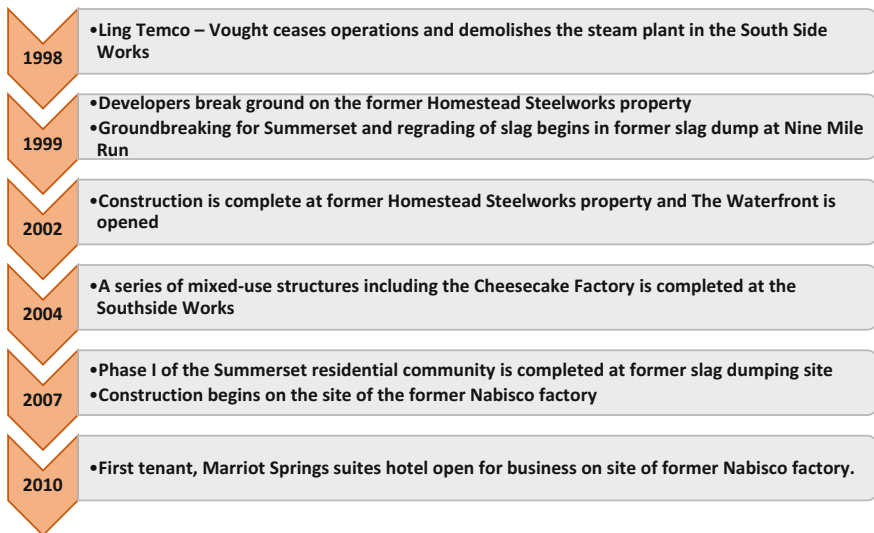 1998
•Ling Temco – Vought ceases operations and demolishes the steam plant in the South Side
Works
1999
•Developers break ground on the former Homestead Steelworks property
•Groundbreaking for Summerset and regrading of slag begins in former slag dump at Nine Mile
Run
2002
•Construction is complete at former Homestead Steelworks property and The Waterfront is
opened
2004
•A series of mixed-use structures including the Cheesecake Factory is completed at the
Southside Works
2007
•Phase I of the Summerset residential community is completed at former slag dumping site
•Construction begins on the site of the former Nabisco factory
2010
•First tenant, Marriot Springs suites hotel open for business on site of former Nabisco factory.